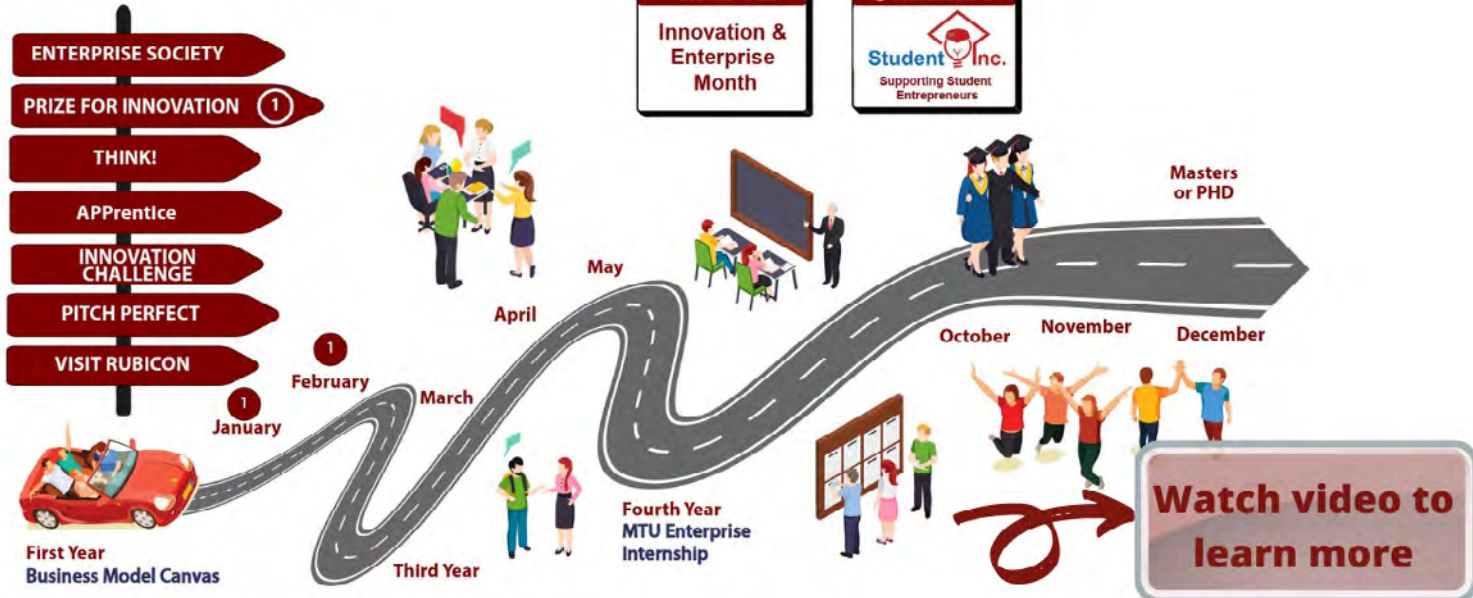 Innovation &
Enterprise
Month
Student Inc.
Supporting Student
Entrepreneurs
ENTERPRISE SOCIETY
PRIZE FOR INNOVATION 1
THINK!
APPrentice
INNOVATION
CHALLENGE
PITCH PERFECT
VISIT RUBICON
1
January
1
February
March
April
May
October
November
December
Masters
or PHD
First Year
Business Model Canvas
Third Year
Fourth Year
MTU Enterprise
Internship
Watch video to
learn more